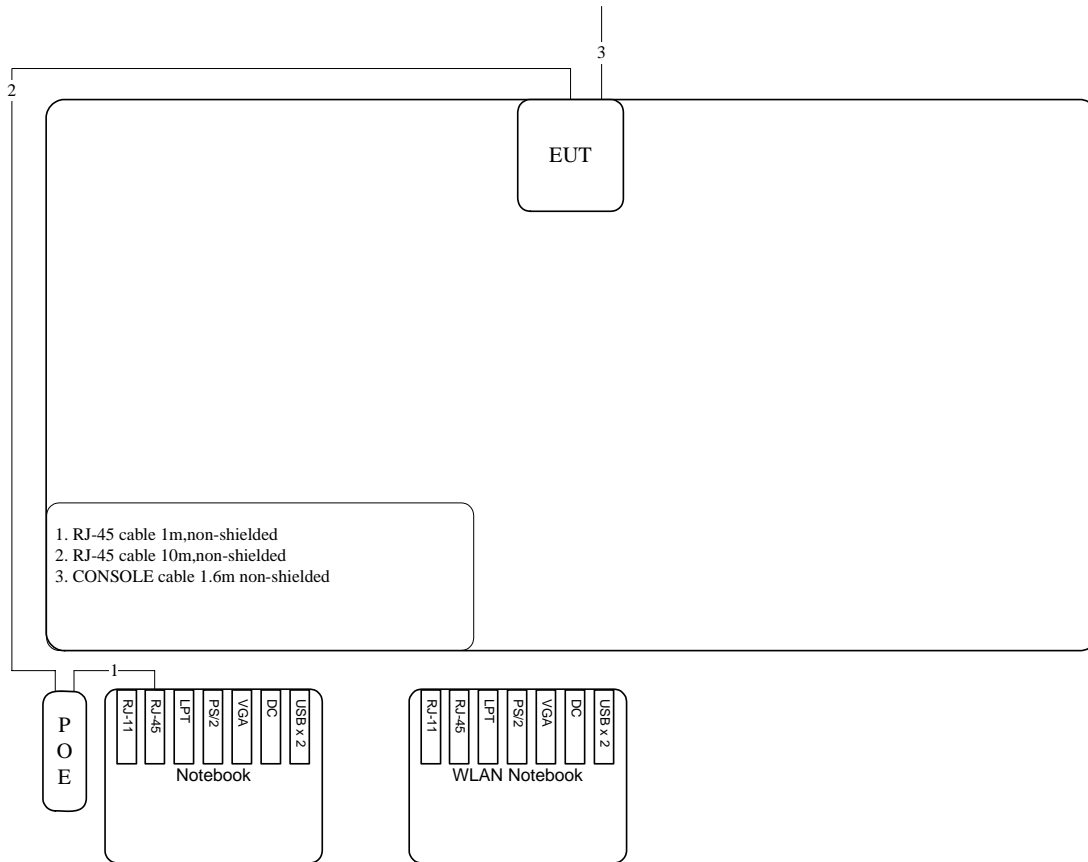 3
2
EUT
1. RJ-45 cable 1m,non-shielded
2. RJ-45 cable 10m,non-shielded
3. CONSOLE cable 1.6m non-shielded
1
P
O
E
RJ-11
RJ-45
LPT
PS/2
VGA
DC
USB x 2
Notebook
RJ-11
RJ-45
LPT
PS/2
VGA
DC
USB x 2
WLAN Notebook